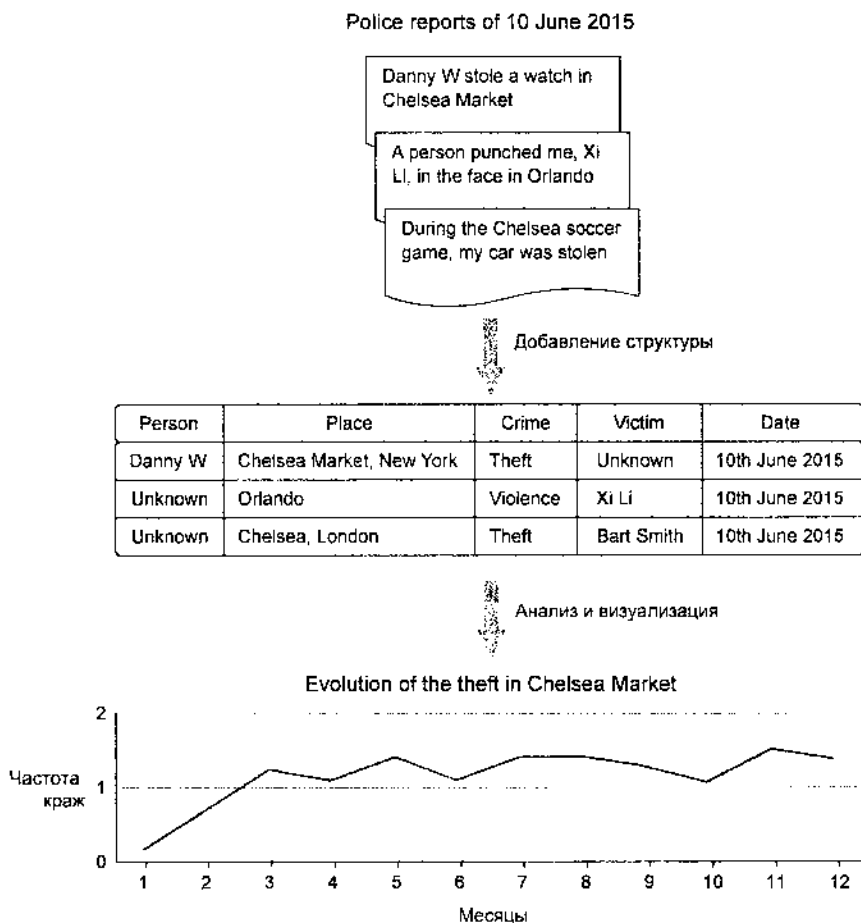 Police reports of 10 June 2015
Danny W stole a watch in
Chelsea Market
A person punched me, Xi
LI, in the face in Orlando
During the Chelsea soccer
game, my car was stolen
Добавление структуры
Person Place Crime Victim Date
Danny W Chelsea Market, New York Theft Unknown 10th June 2015
Unknown Orlando Violence Xi Li 10th June 2015
Unknown Chelsea, London Theft Bart Smith 10th June 2015
Анализ и визуализация
Evolution of the theft in Chelsea Market
2
Частота
краж
1
0
1 2 3 4 5 6 7 8 9 10 11 12
Месяцы